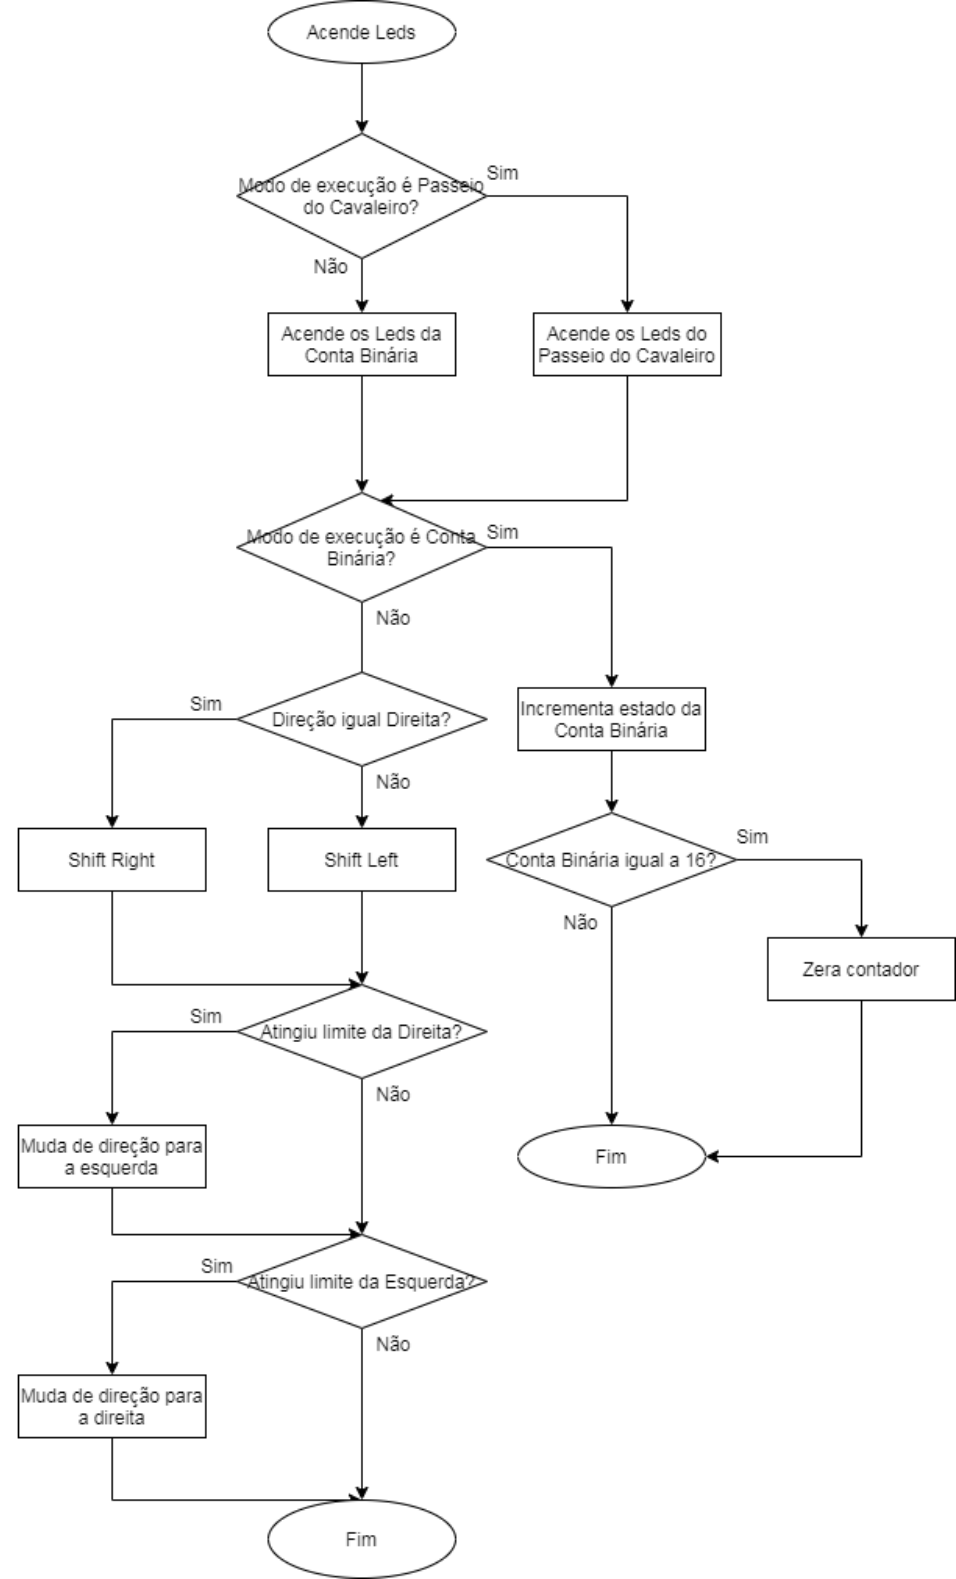 Acende Leds
Modo de execução é Passeio
do Cavaleiro?
Sim
Não
Acende os Leds da
Conta Binária
Acende os Leds do
Passeio do Cavaleiro
Modo de execução é Conta
Binária?
Sim
Não
Direção igual Direita?
Sim
Não
Incrementa estado da
Conta Binária
Shift Right
Shift Left
Conta Binária igual a 16?
Sim
Não
Zera contador
Atingiu limite da Direita?
Sim
Não
Muda de direção para
a esquerda
Fim
Atingiu limite da Esquerda?
Sim
Não
Muda de direção para
a direita
Fim